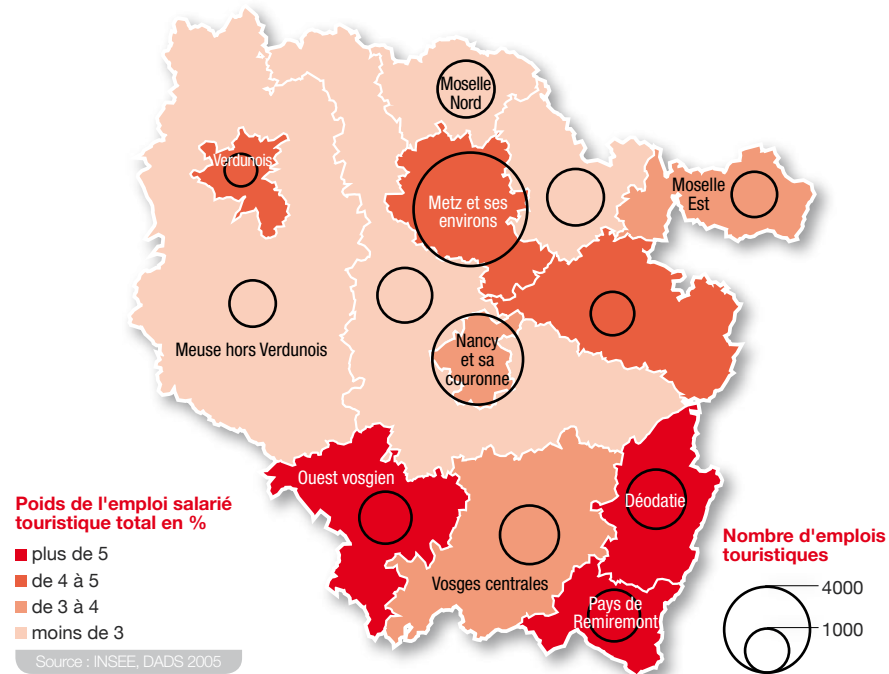 Moselle
Nord
Verdunois
Metz et ses
environs
Moselle
Est
Meuse hors Verdunois
Nancy
et sa
couronne
Ouest vosgien
Déodatie
Vosges centrales
Pays de
Remiremont
Poids de l'emploi salarié
touristique total en %
plus de 5
de 4 à 5
de 3 à 4
moins de 3
Source : INSEE, DADS 2005
Nombre d'emplois
touristiques
4000
1000